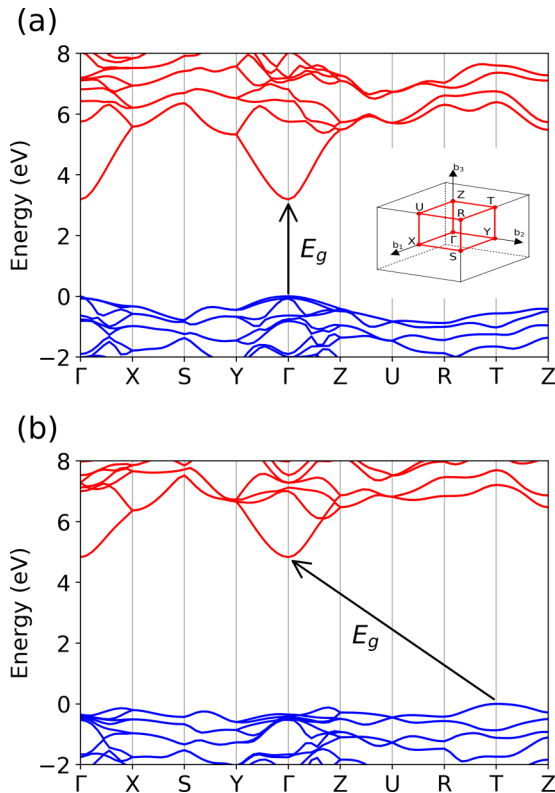 (a)
Energy (eV)
8
6
4
2
0
−2
E_g
b₃
Z
T
U
R
X
Γ
Y
b₁
b₂
S
Γ X S Y Γ Z U R T Z
(b)
Energy (eV)
8
6
4
2
0
−2
E_g
Γ X S Y Γ Z U R T Z